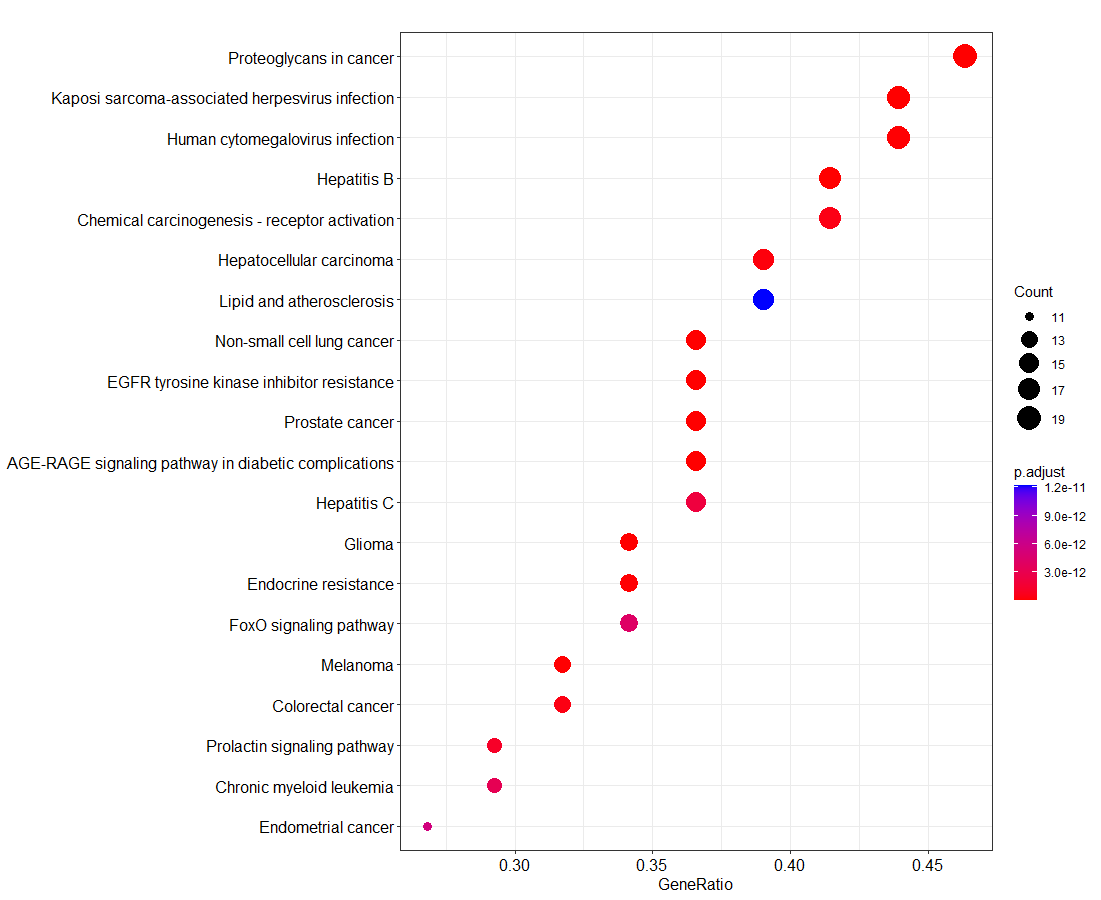 Proteoglycans in cancer
Kaposi sarcoma-associated herpesvirus infection
Human cytomegalovirus infection
Hepatitis B
Chemical carcinogenesis - receptor activation
Hepatocellular carcinoma
Lipid and atherosclerosis
Non-small cell lung cancer
EGFR tyrosine kinase inhibitor resistance
Prostate cancer
AGE-RAGE signaling pathway in diabetic complications
Hepatitis C
Glioma
Endocrine resistance
FoxO signaling pathway
Melanoma
Colorectal cancer
Prolactin signaling pathway
Chronic myeloid leukemia
Endometrial cancer
0.30 0.35 0.40 0.45
GeneRatio
Count
11
13
15
17
19
p.adjust
1.2e-11
9.0e-12
6.0e-12
3.0e-12